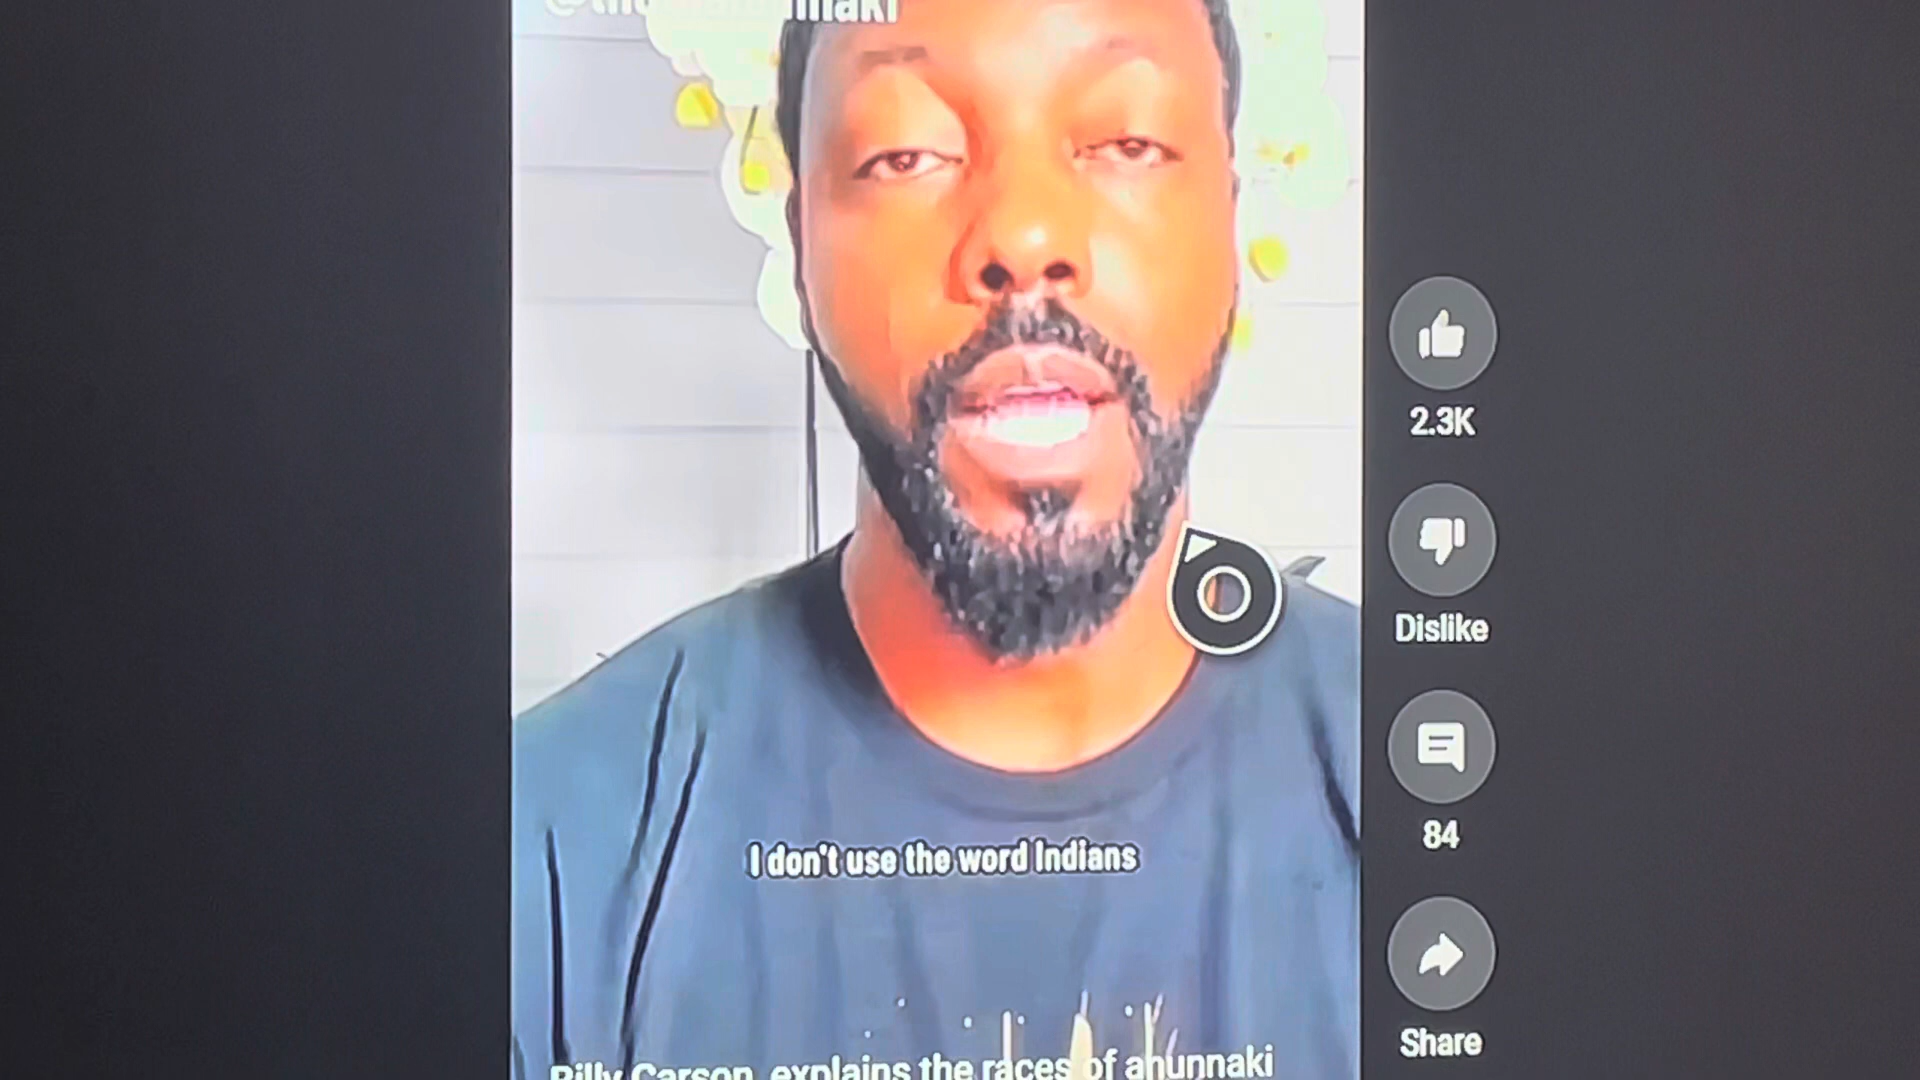 2.3K
Dislike
84
I don't use the word Indians
Share
Billy Carson explains the races of anunnaki